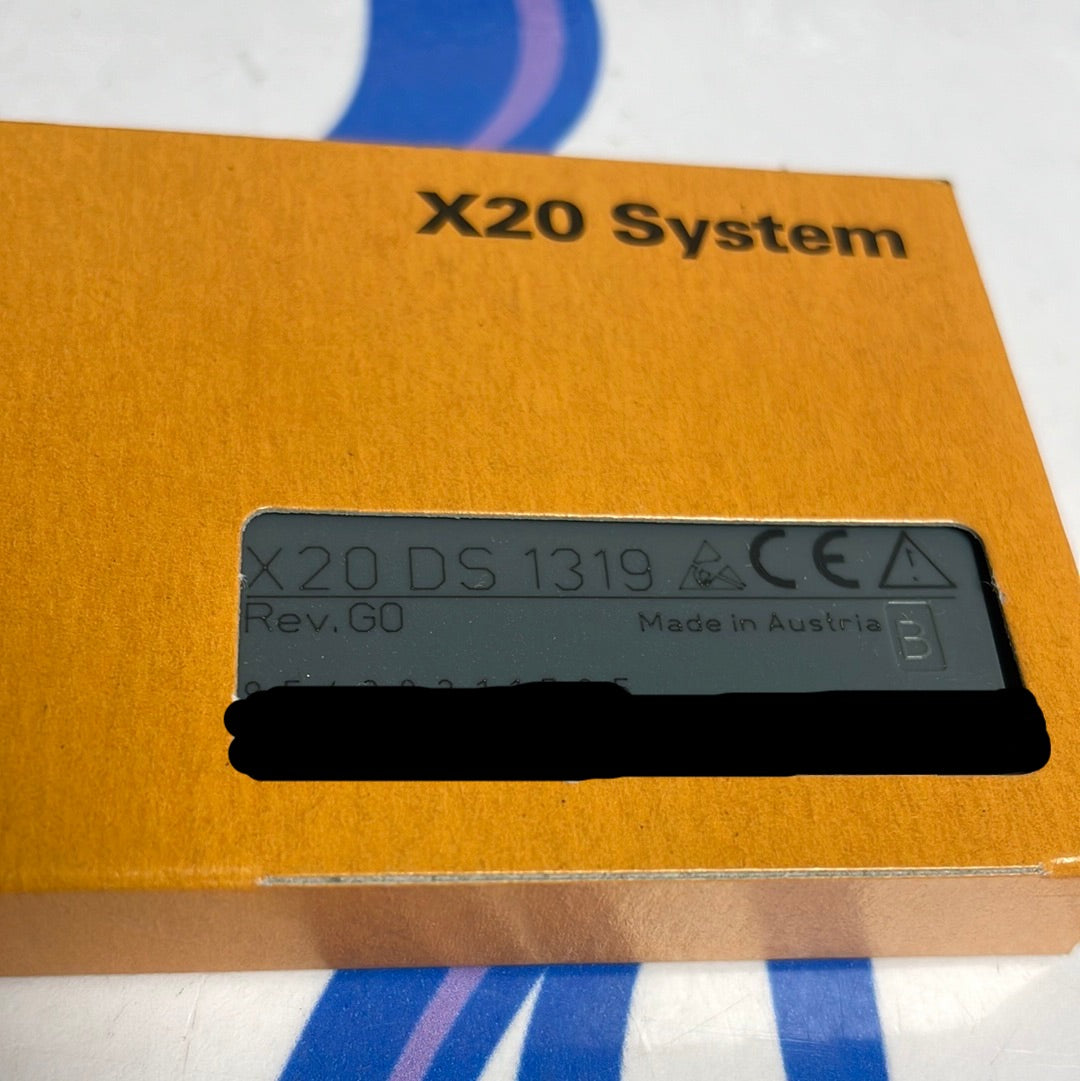 X20 System
X20 DS 1319 CE
Rev.G0 Made in Austria B